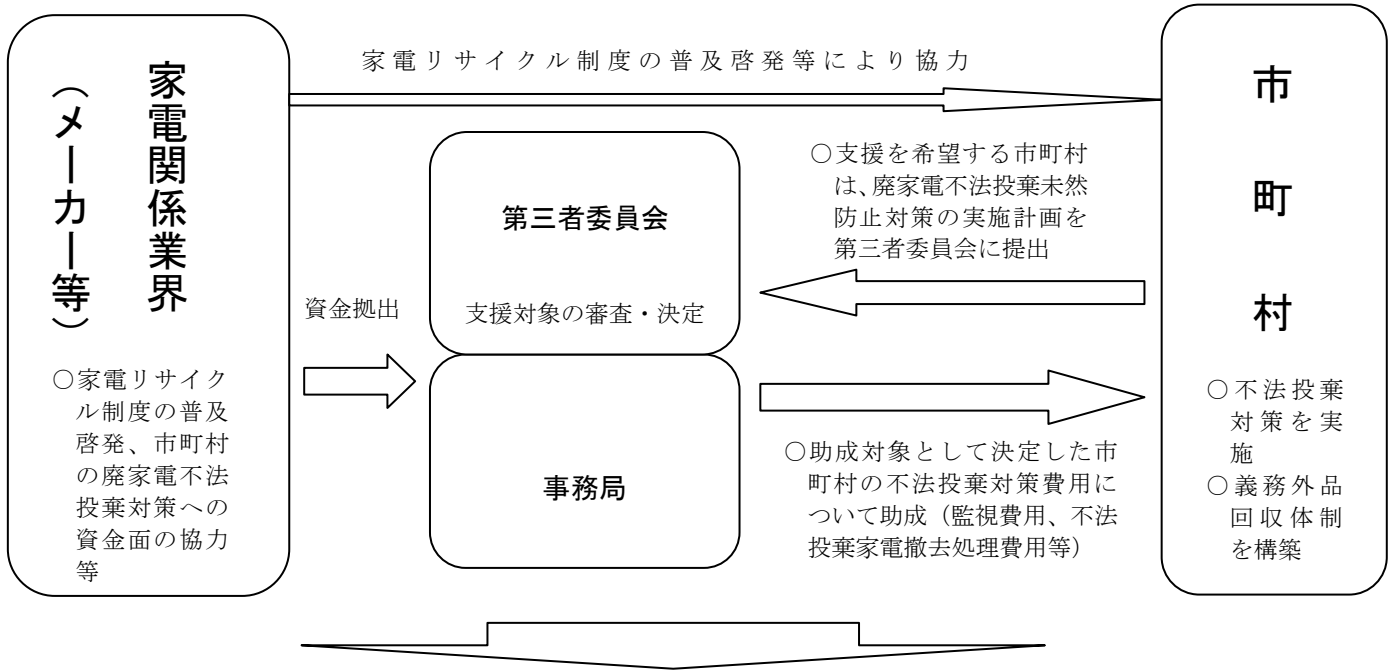 家電関係業界
（メーカー等）
○家電リサイク
ル制度の普及
啓発、市町村
の廃家電不法
投棄対策への
資金面の協力
等
家電リサイクル制度の普及啓発等により協力
資金拠出
第三者委員会
支援対象の審査・決定
事務局
○支援を希望する市町村
は、廃家電不法投棄未然
防止対策の実施計画を
第三者委員会に提出
○助成対象として決定した市
町村の不法投棄対策費用に
ついて助成（監視費用、不法
投棄家電撤去処理費用等）
市町村
○不法投棄
対策を実
施
○義務外品
回収体制
を構築